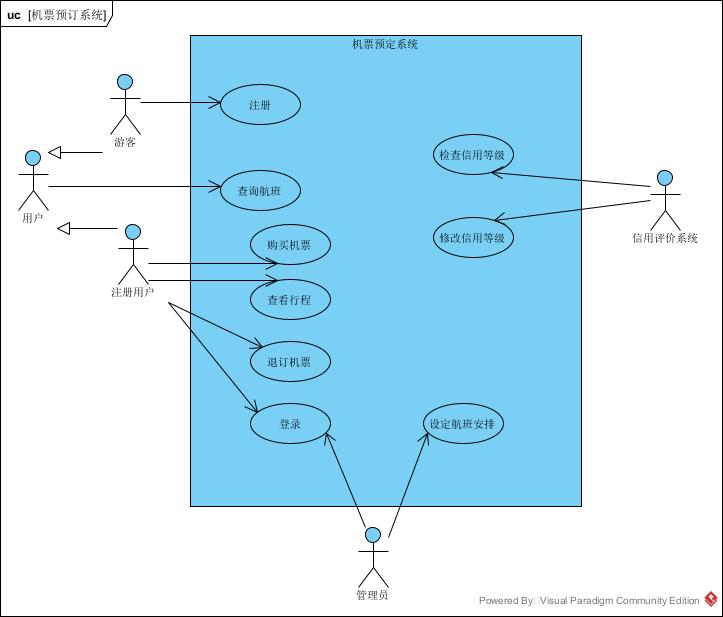 uc [机票预订系统]
机票预定系统
注册
游客
检查信用等级
查询航班
用户
购买机票
修改信用等级
信用评价系统
注册用户
查看行程
退订机票
登录
设定航班安排
管理员
Powered By Visual Paradigm Community Edition